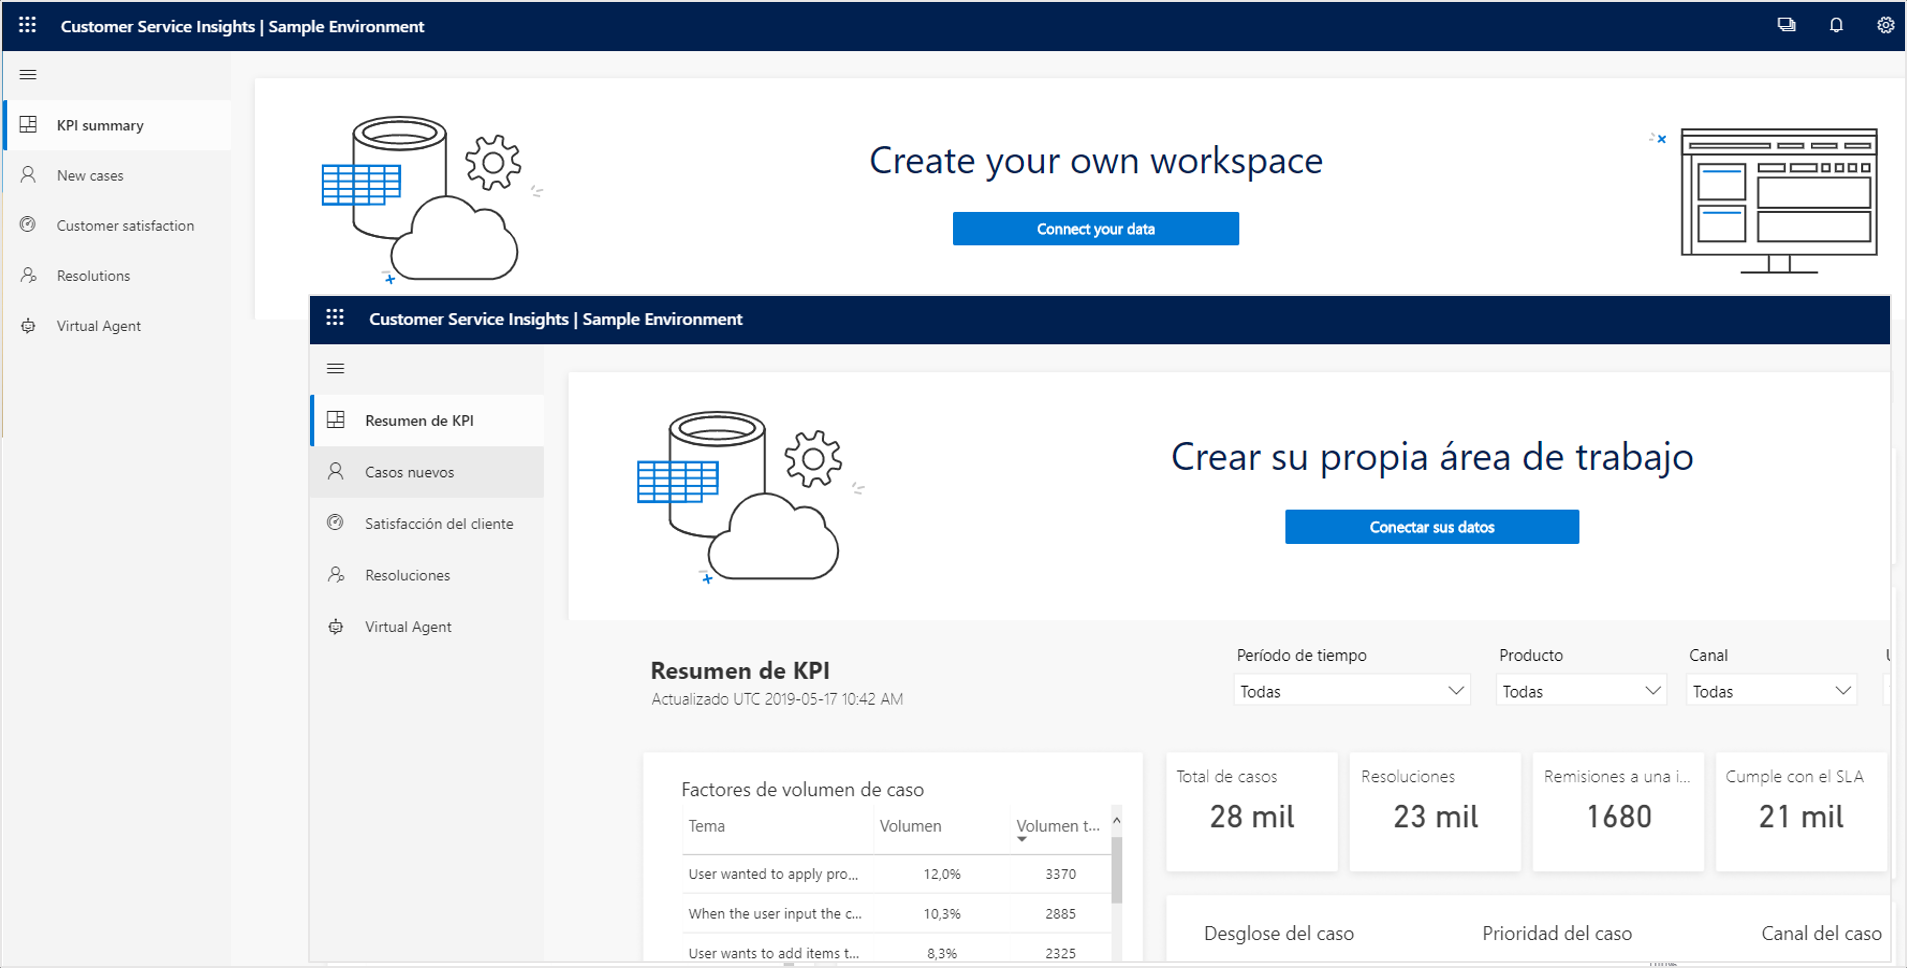 Customer Service Insights | Sample Environment
KPI summary
New cases
Customer satisfaction
Resolutions
Virtual Agent
Create your own workspace
Connect your data
Customer Service Insights | Sample Environment
Resumen de KPI
Casos nuevos
Satisfacción del cliente
Resoluciones
Virtual Agent
Crear su propia área de trabajo
Conectar sus datos
Resumen de KPI
Actualizado UTC 2019-05-17 10:42 AM
Período de tiempo
Todas
Producto
Todas
Canal
Todas
Factores de volumen de caso
Tema Volumen Volumen t...
User wanted to apply pro... 12,0% 3370
When the user input the c... 10,3% 2885
User wants to add items t... 8,3% 2325
Total de casos
28 mil
Resoluciones
23 mil
Remisiones a una i...
1680
Cumple con el SLA
21 mil
Desglose del caso
Prioridad del caso
Canal del caso